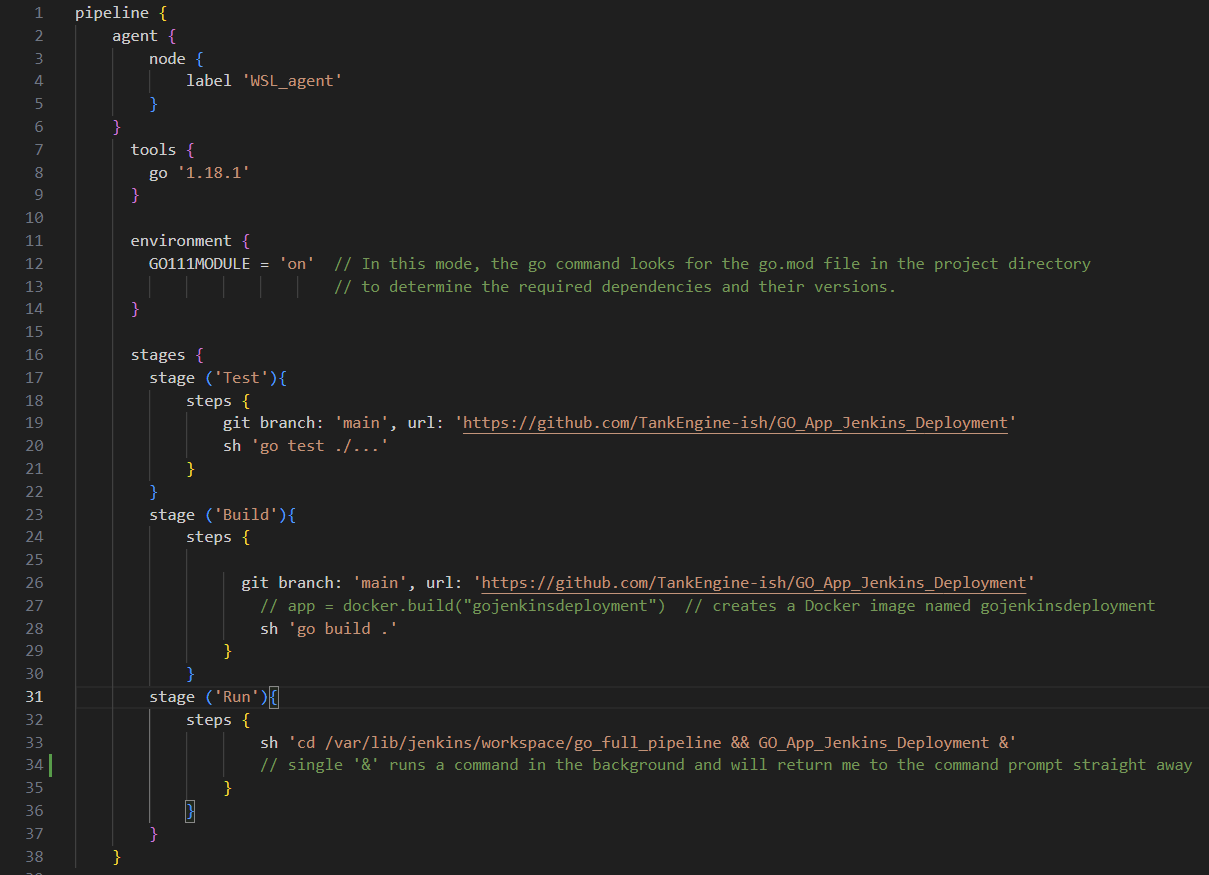 1 pipeline {
2 agent {
3 node {
4 label 'WSL_agent'
5 }
6 }
7 tools {
8 go '1.18.1'
9 }
10
11 environment {
12 GO111MODULE = 'on' // In this mode, the go command looks for the go.mod file in the project directory
13 // to determine the required dependencies and their versions.
14 }
15
16 stages {
17 stage ('Test'){
18 steps {
19 git branch: 'main', url: 'https://github.com/TankEngine-ish/GO_App_Jenkins_Deployment'
20 sh 'go test ./...'
21 }
22 }
23 stage ('Build'){
24 steps {
25
26 git branch: 'main', url: 'https://github.com/TankEngine-ish/GO_App_Jenkins_Deployment'
27 // app = docker.build("gojenkinsdeployment") // creates a Docker image named gojenkinsdeployment
28 sh 'go build .'
29 }
30 }
31 stage ('Run'){
32 steps {
33 sh 'cd /var/lib/jenkins/workspace/go_full_pipeline && GO_App_Jenkins_Deployment &'
34 // single '&' runs a command in the background and will return me to the command prompt straight away
35 }
36 }
37 }
38 }